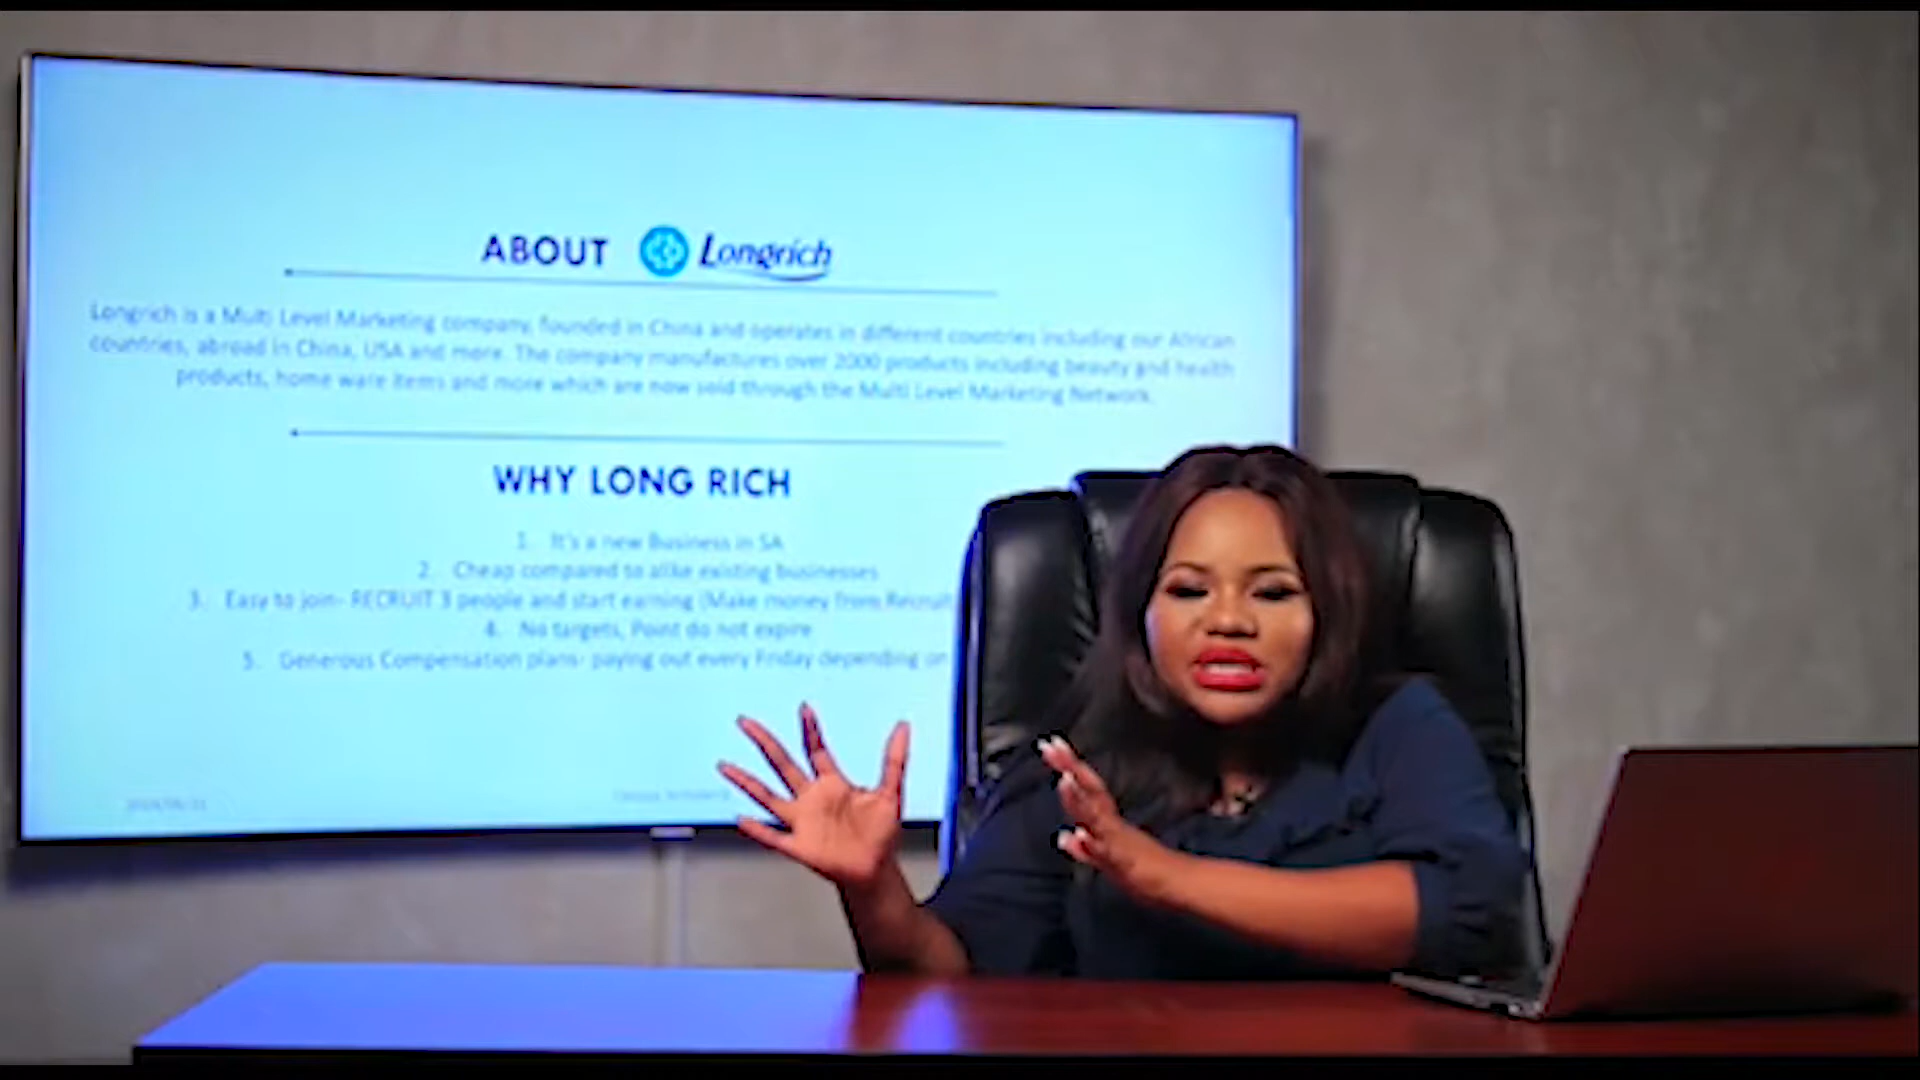 ABOUT Longrich
Longrich is a Multi Level Marketing company, founded in China and operates in different countries including our African
countries, abroad in China, USA and more. The company manufactures over 2000 products including beauty and health
products, home ware items and more which are now sold through the Multi Level Marketing Network.
WHY LONG RICH
1. It's a new Business in SA
2. Cheap compared to alike existing businesses
3. Easy to join- RECRUIT 3 people and start earning (Make money from Recruit
4. No targets, Point do not expire
5. Generous Compensation plans- paying out every Friday depending on